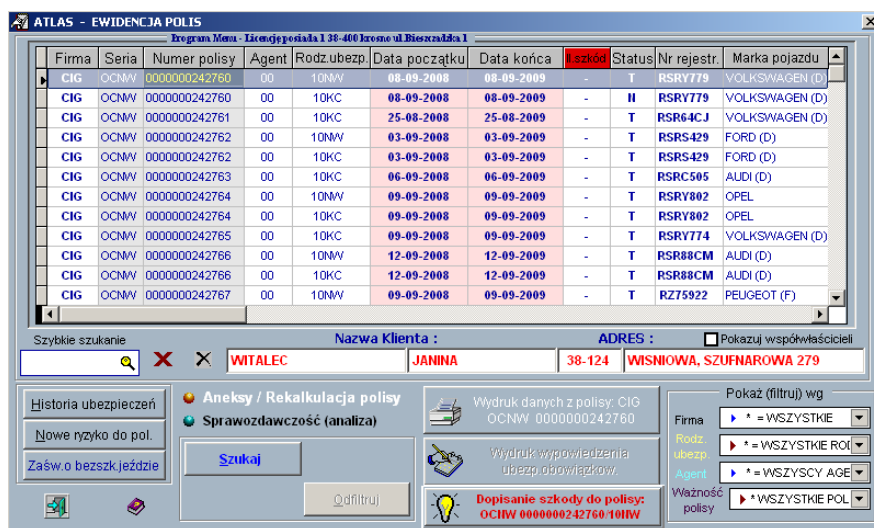 ATLAS - EWIDENCJA POLIS
Program Menu - Licencję posiada 1 38-400 krosno ul.Bieszczadzka 1
Firma Seria Numer polisy Agent Rodz.ubezp. Data początku Data końca Il.szkód Status Nr rejestr. Marka pojazdu
CIG OCNW 0000000242760 00 10NW 08-09-2008 08-09-2009 - T RSRY779 VOLKSWAGEN (D)
CIG OCNW 0000000242760 00 10KC 08-09-2008 08-09-2009 - N RSRY779 VOLKSWAGEN (D)
CIG OCNW 0000000242761 00 10KC 25-08-2008 25-08-2009 - T RSR64CJ VOLKSWAGEN (D)
CIG OCNW 0000000242762 00 10NW 03-09-2008 03-09-2009 - T RSRS429 FORD (D)
CIG OCNW 0000000242762 00 10KC 03-09-2008 03-09-2009 - T RSRS429 FORD (D)
CIG OCNW 0000000242763 00 10KC 06-09-2008 06-09-2009 - T RSRC505 AUDI (D)
CIG OCNW 0000000242764 00 10NW 09-09-2008 09-09-2009 - T RSRY802 OPEL
CIG OCNW 0000000242764 00 10KC 09-09-2008 09-09-2009 - T RSRY802 OPEL
CIG OCNW 0000000242765 00 10KC 09-09-2008 09-09-2009 - T RSRY774 VOLKSWAGEN (D)
CIG OCNW 0000000242766 00 10NW 12-09-2008 12-09-2009 - T RSR88CM AUDI (D)
CIG OCNW 0000000242766 00 10KC 12-09-2008 12-09-2009 - T RSR88CM AUDI (D)
CIG OCNW 0000000242767 00 10NW 09-09-2008 09-09-2009 - T RZ75922 PEUGEOT (F)
Szybkie szukanie Nazwa Klienta : ADRES : Pokazuj współwłaścicieli
WITALEC JANINA 38-124 WISNIOWA, SZUFNAROWA 279
Historia ubezpieczeń
Nowe ryzyko do pol.
Zaśw.o bezszk.jeździe
Aneksy / Rekalkulacja polisy
Sprawozdawczość (analiza)
Szukaj
Odfiltruj
Wydruk danych z polisy: CIG
OCNW 0000000242760
Wydruk wypowiedzenia
ubezp.obowiązkow.
Dopisanie szkody do polisy:
OCNW 0000000242760/10NW
Pokaż (filtruj) wg
Firma * = WSZYSTKIE
Rodz. ubezp. * = WSZYSTKIE RO
Agent * = WSZYSCY AGE
Ważność polisy * WSZYSTKIE POL